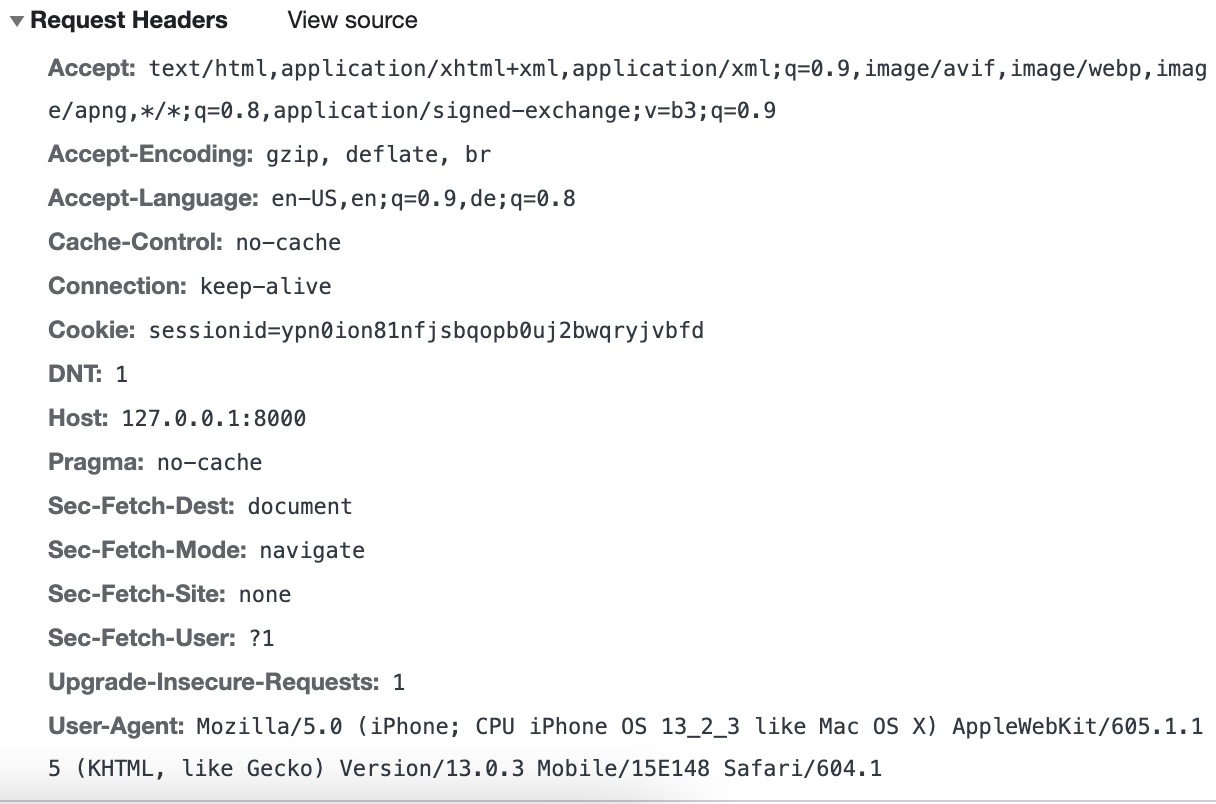 ▼ Request Headers View source
Accept: text/html,application/xhtml+xml,application/xml;q=0.9,image/avif,image/webp,imag
e/apng,*/*;q=0.8,application/signed-exchange;v=b3;q=0.9
Accept-Encoding: gzip, deflate, br
Accept-Language: en-US,en;q=0.9,de;q=0.8
Cache-Control: no-cache
Connection: keep-alive
Cookie: sessionid=ypn0ion81nfjsbqopb0uj2bwqryjvbfd
DNT: 1
Host: 127.0.0.1:8000
Pragma: no-cache
Sec-Fetch-Dest: document
Sec-Fetch-Mode: navigate
Sec-Fetch-Site: none
Sec-Fetch-User: ?1
Upgrade-Insecure-Requests: 1
User-Agent: Mozilla/5.0 (iPhone; CPU iPhone OS 13_2_3 like Mac OS X) AppleWebKit/605.1.1
5 (KHTML, like Gecko) Version/13.0.3 Mobile/15E148 Safari/604.1